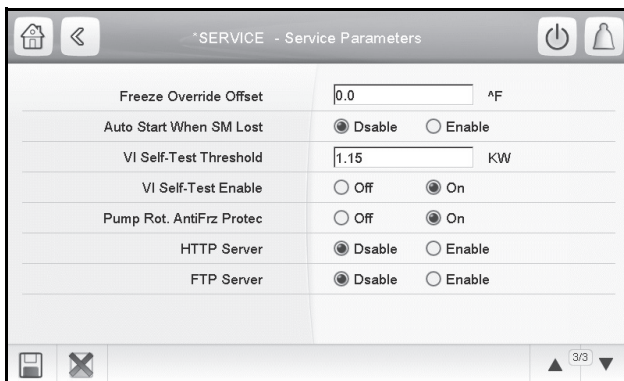 *SERVICE - Service Parameters
Freeze Override Offset 0.0 ^F
Auto Start When SM Lost Dsable Enable
VI Self-Test Threshold 1.15 KW
VI Self-Test Enable Off On
Pump Rot. AntiFrz Protec Off On
HTTP Server Dsable Enable
FTP Server Dsable Enable
3/3